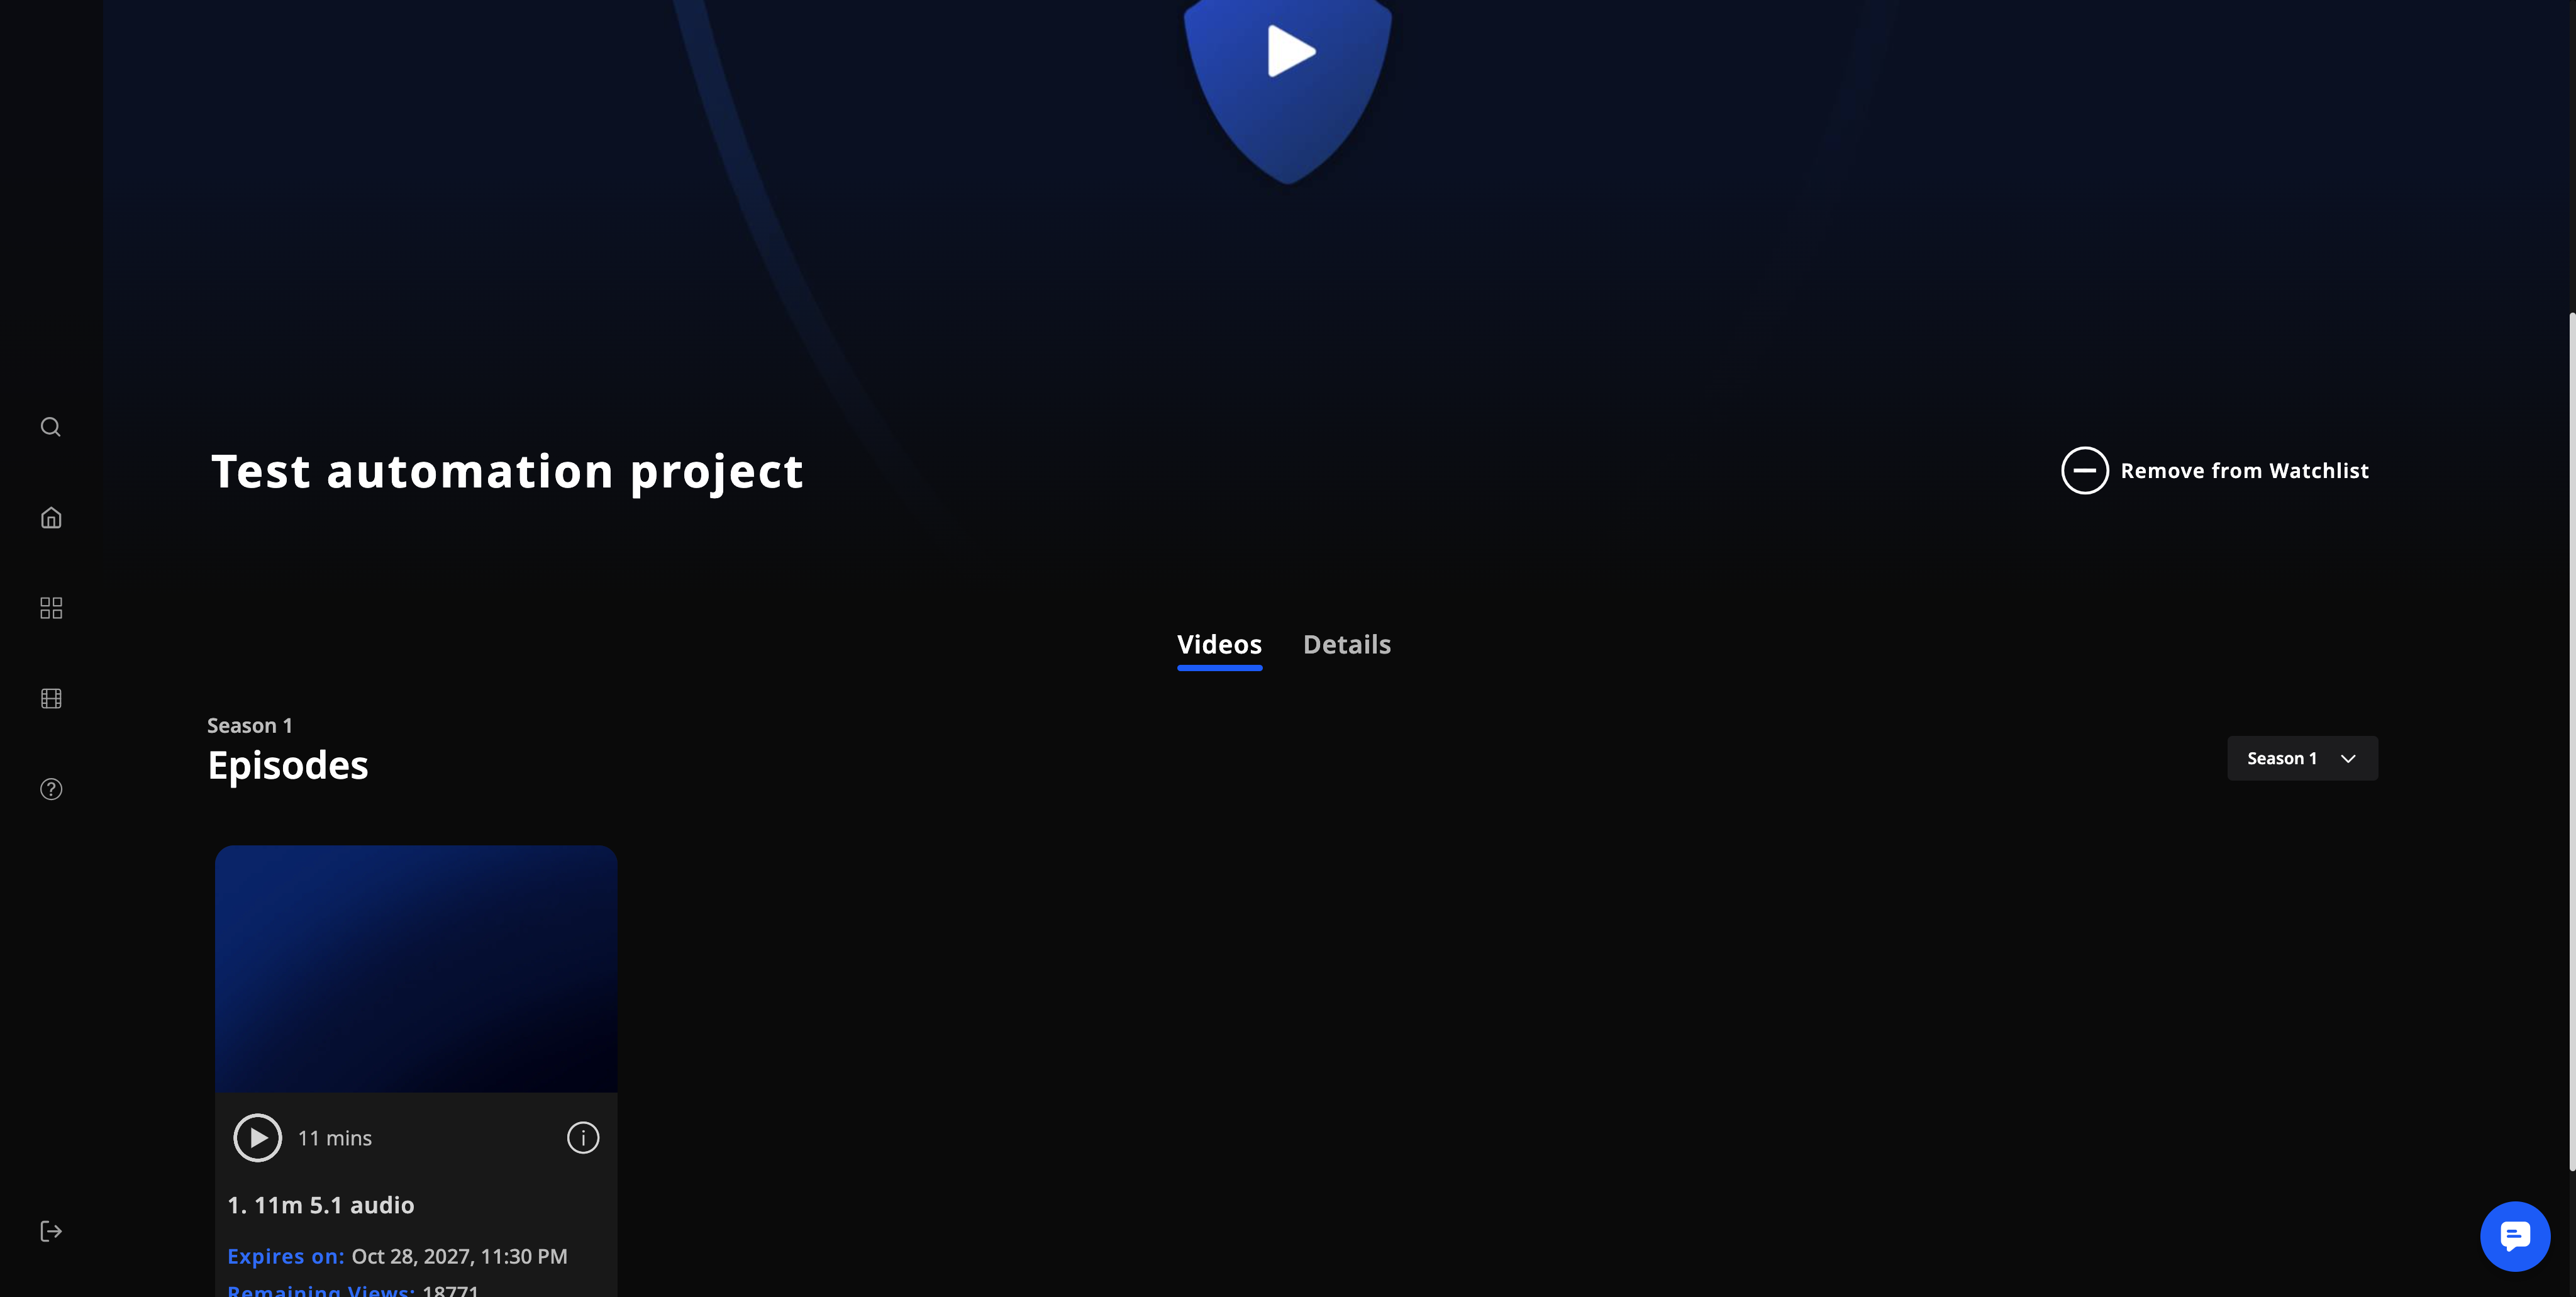 Test automation project
Remove from Watchlist
Videos
Details
Season 1
Episodes
Season 1
11 mins
1. 11m 5.1 audio
Expires on: Oct 28, 2027, 11:30 PM
Remaining Views: 18771